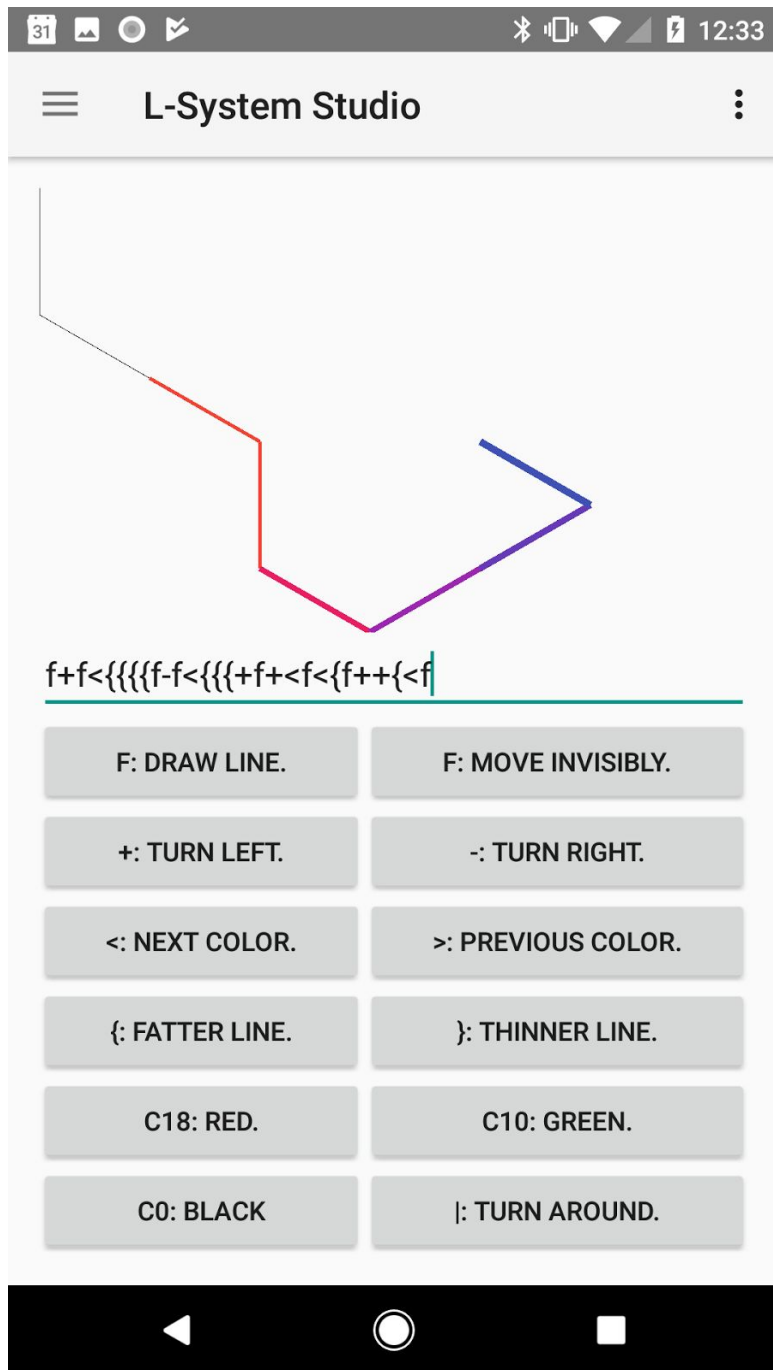 31 12:33
L-System Studio
f+f<{{{{f-f<{{{+f+<f<{f++{<f
F: DRAW LINE. F: MOVE INVISIBLY.
+: TURN LEFT. -: TURN RIGHT.
<: NEXT COLOR. >: PREVIOUS COLOR.
{: FATTER LINE. }: THINNER LINE.
C18: RED. C10: GREEN.
C0: BLACK |: TURN AROUND.